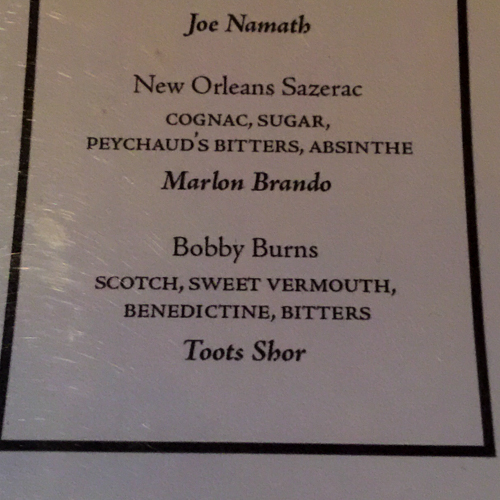 Joe Namath
New Orleans Sazerac
COGNAC, SUGAR,
PEYCHAUD'S BITTERS, ABSINTHE
Marlon Brando
Bobby Burns
SCOTCH, SWEET VERMOUTH,
BENEDICTINE, BITTERS
Toots Shor